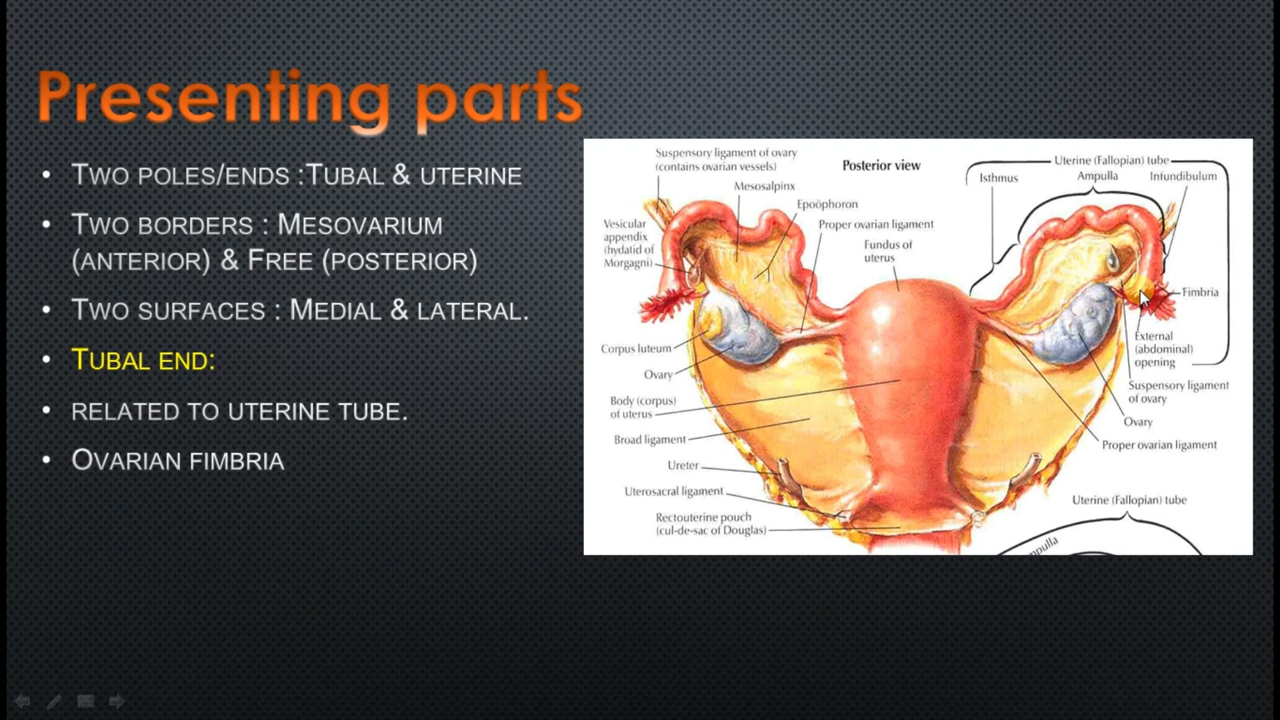 Presenting parts
• TWO POLES/ENDS :TUBAL & UTERINE
• TWO BORDERS : MESOVARIUM
(ANTERIOR) & FREE (POSTERIOR)
• TWO SURFACES : MEDIAL & LATERAL.
• TUBAL END:
• RELATED TO UTERINE TUBE.
• OVARIAN FIMBRIA
Suspensory ligament of ovary
(contains ovarian vessels)
Mesosalpinx
Epoöphoron
Proper ovarian ligament
Fundus of
uterus
Posterior view
Uterine (Fallopian) tube
Isthmus
Ampulla
Infundibulum
Vesicular
appendix
(hydatid of
Morgagni)
Corpus luteum
Ovary
Body (corpus)
of uterus
Broad ligament
Ureter
Uterosacral ligament
Rectouterine pouch
(cul-de-sac of Douglas)
Fimbria
External
(abdominal)
opening
Suspensory ligament
of ovary
Ovary
Proper ovarian ligament
Uterine (Fallopian) tube